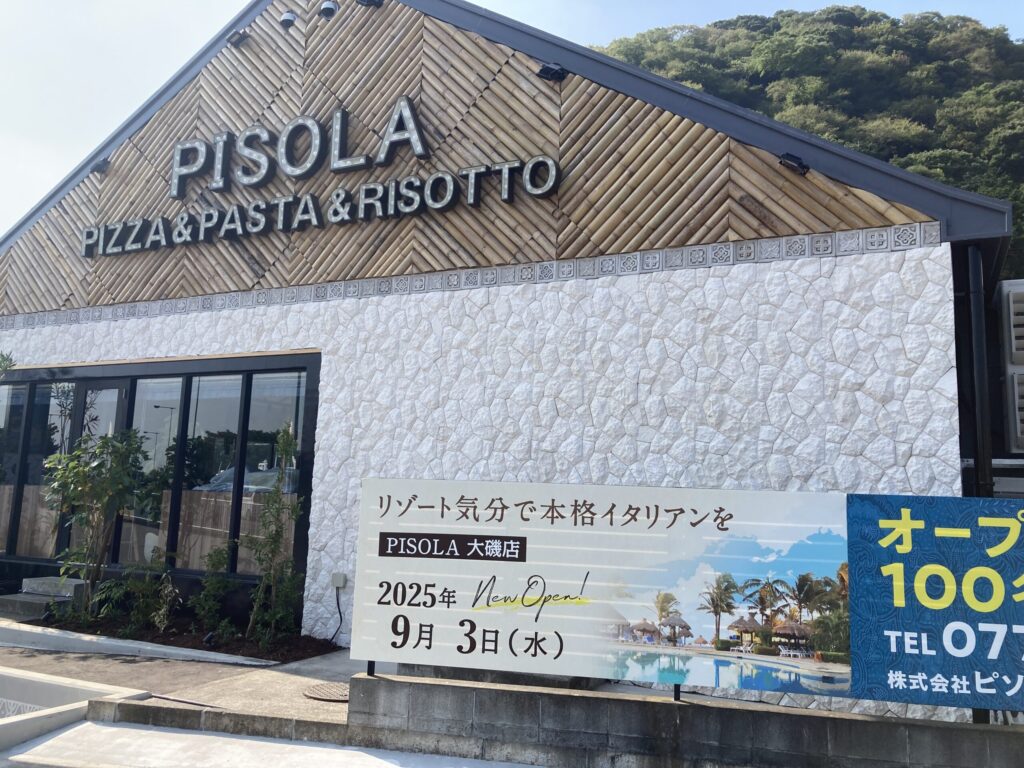 PISOLA
PIZZA&PASTA&RISOTTO
リゾート気分で本格イタリアンを
PISOLA 大磯店
2025年 New Open!
9月 3日(水)
オープ
100
TEL 077
株式会社ピソ